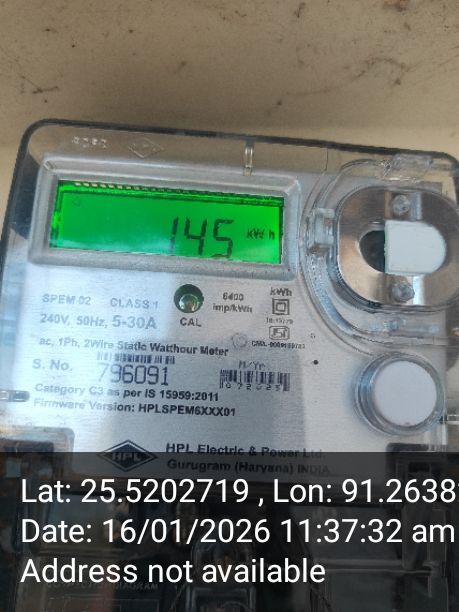 145 kWh
SPEM 02 CLASS 1
240V, 50Hz, 5-30A
CAL
6400
imp/kWh
kWh
ac, 1Ph, 2Wire Static Watthour Meter
M/Yr.
S. No. 796091
Category C3 as per IS 15959:2011
Firmware Version: HPLSPEM6XXX01
HPL
HPL Electric & Power Ltd.
Gurugram (Haryana) INDIA
Lat: 25.5202719 , Lon: 91.2638
Date: 16/01/2026 11:37:32 am
Address not available